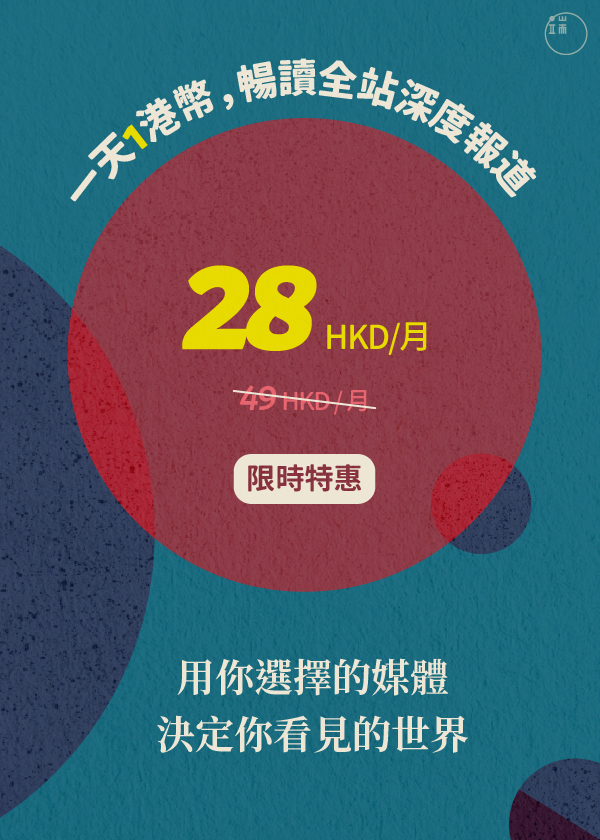 端
一天1港幣，暢讀全站深度報道
28 HKD/月
49 HKD/月
限時特惠
用你選擇的媒體
決定你看見的世界